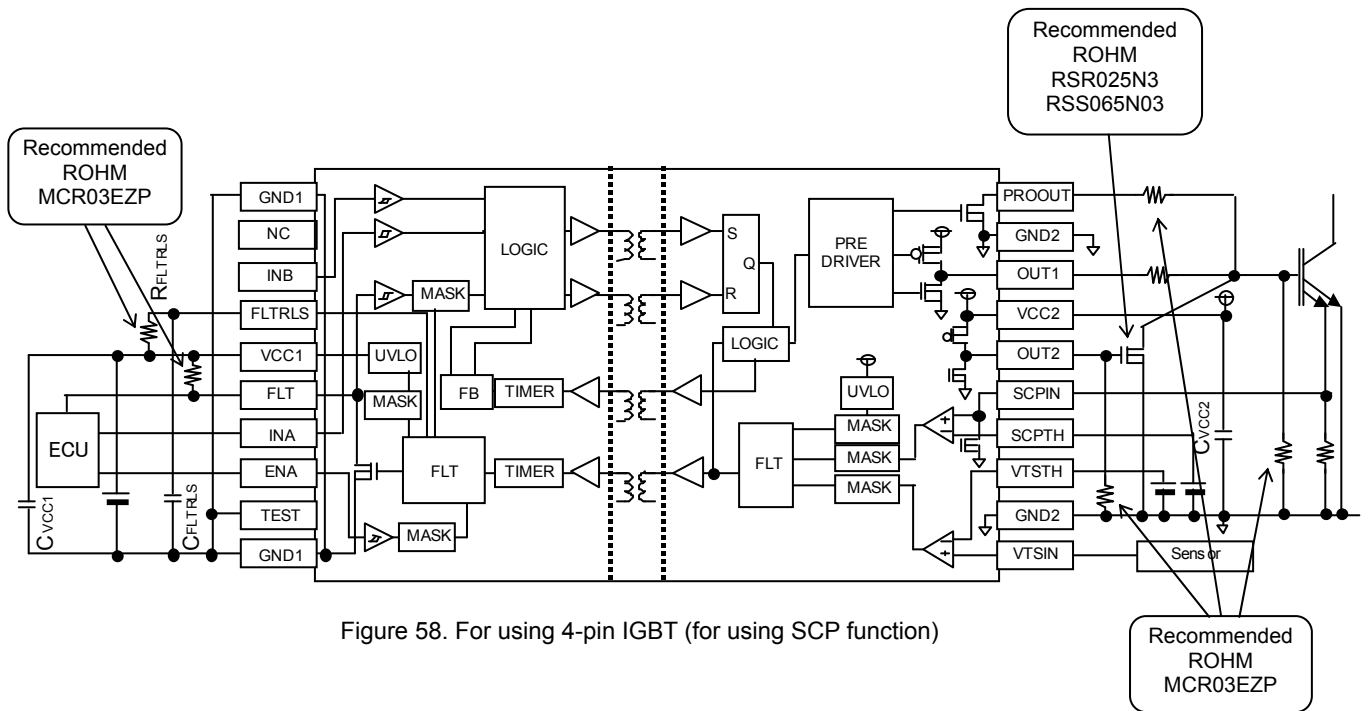 Recommended
ROHM
RSR025N3
RSS065N03
Recommended
ROHM
MCR03EZP
RFLTRLS
CVCC1
CFLTRLS
ECU
GND1
NC
INB
FLTRLS
VCC1
FLT
INA
ENA
TEST
GND1
LOGIC
MASK
UVLO
MASK
FB
TIMER
FLT
TIMER
MASK
S
Q
R
PRE
DRIVER
LOGIC
UVLO
MASK
MASK
MASK
FLT
PROOUT
GND2
OUT1
VCC2
OUT2
SCPIN
SCPTH
VTSTH
GND2
VTSIN
CVCC2
Sensor
Recommended
ROHM
MCR03EZP
Figure 58. For using 4-pin IGBT (for using SCP function)